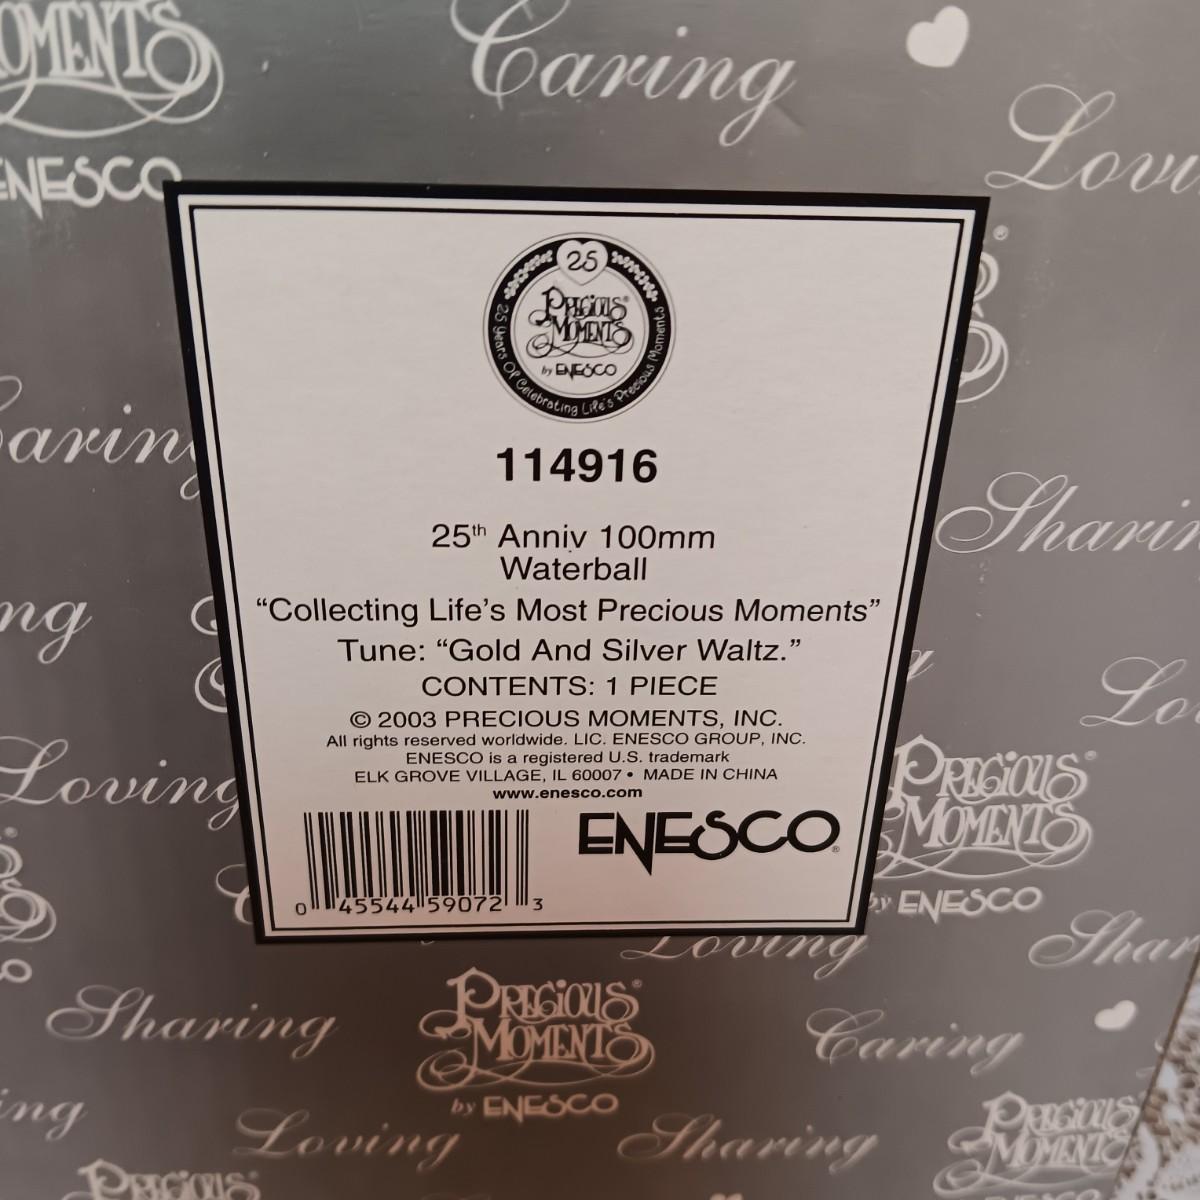 MOMENTS
ENESCO
Caring
Loving
Sharing
25
PRECIOUS
MOMENTS
by ENESCO
25 Years Of Celebrating Life's Precious Moments
114916
25th Anniv 100mm
Waterball
“Collecting Life’s Most Precious Moments”
Tune: “Gold And Silver Waltz.”
CONTENTS: 1 PIECE
© 2003 PRECIOUS MOMENTS, INC.
All rights reserved worldwide. LIC. ENESCO GROUP, INC.
ENESCO is a registered U.S. trademark
ELK GROVE VILLAGE, IL 60007 • MADE IN CHINA
www.enesco.com
ENESCO®
0 45544 59072 3
Loving
PRECIOUS®
MOMENTS
by ENESCO
Loving
Sharing
PRECIOUS®
MOMENTS
by ENESCO
Caring
Loving
Sharing
PRECIOUS
MOMENTS
PRECIOUS®